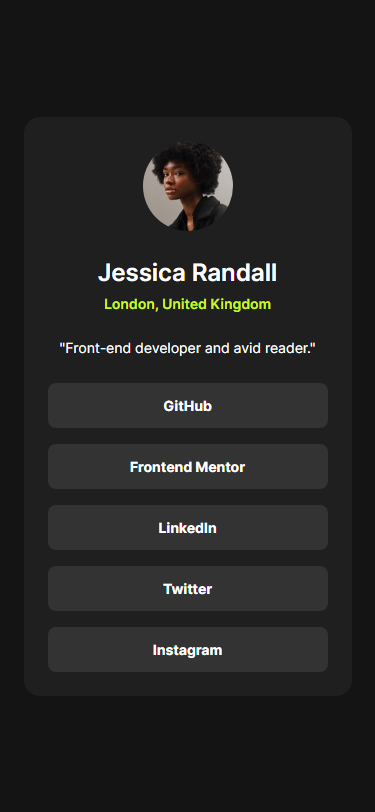 Jessica Randall
London, United Kingdom
"Front-end developer and avid reader."
GitHub
Frontend Mentor
LinkedIn
Twitter
Instagram